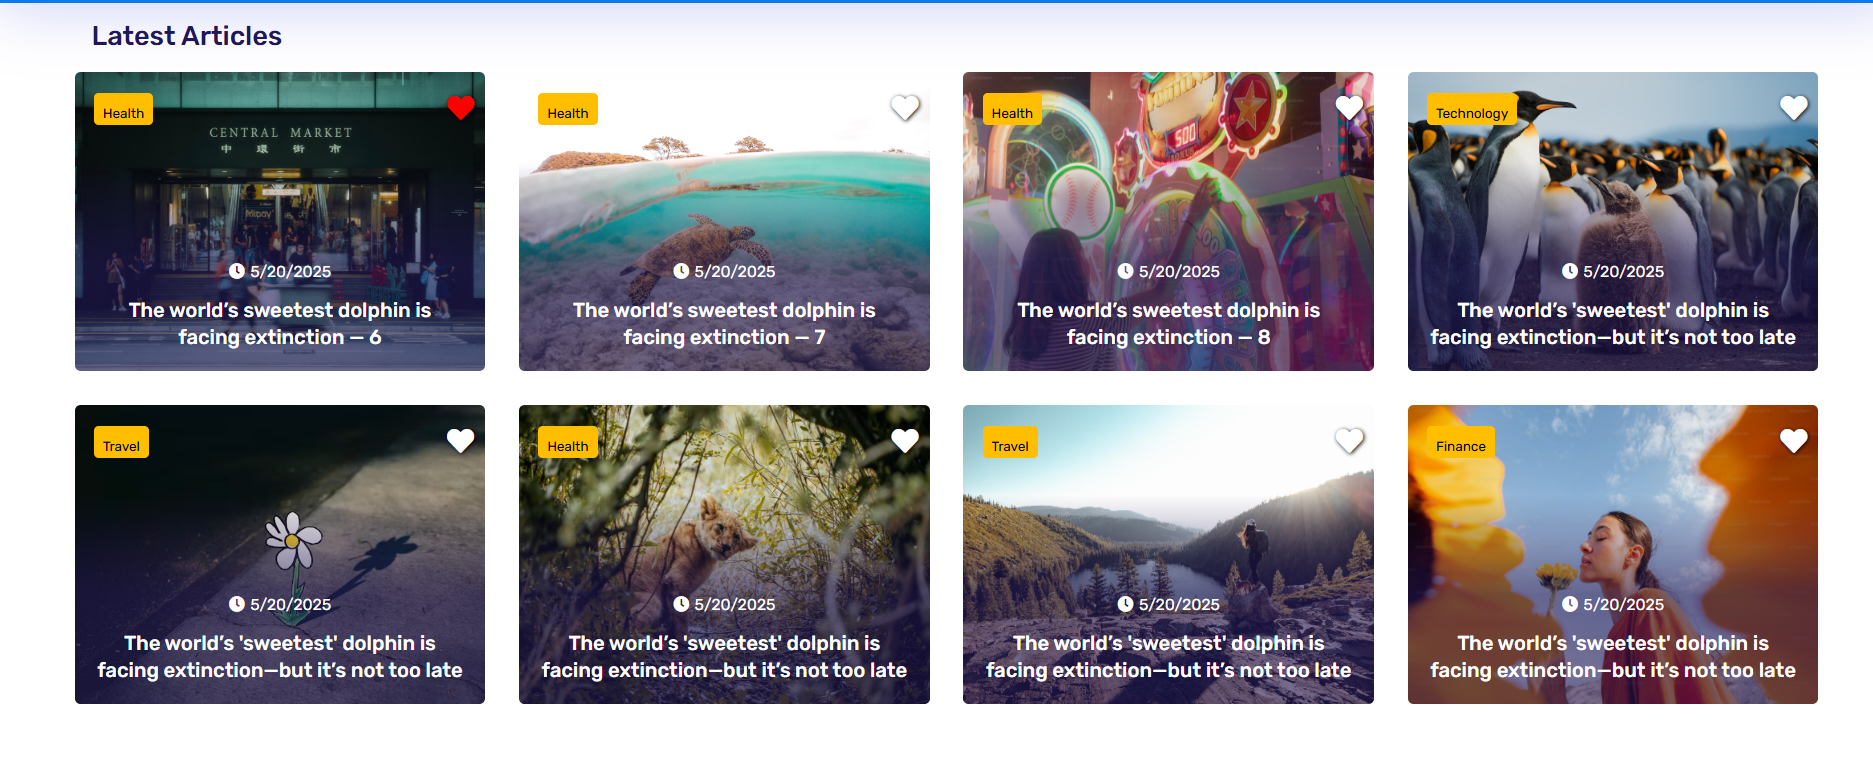 Latest Articles
Health
CENTRAL MARKET
中 環 街 市
5/20/2025
The world’s sweetest dolphin is
facing extinction – 6
Health
5/20/2025
The world’s sweetest dolphin is
facing extinction – 7
Health
500
5/20/2025
The world’s sweetest dolphin is
facing extinction – 8
Technology
5/20/2025
The world’s 'sweetest' dolphin is
facing extinction—but it’s not too late
Travel
5/20/2025
The world’s 'sweetest' dolphin is
facing extinction—but it’s not too late
Health
5/20/2025
The world’s 'sweetest' dolphin is
facing extinction—but it’s not too late
Travel
5/20/2025
The world’s 'sweetest' dolphin is
facing extinction—but it’s not too late
Finance
5/20/2025
The world’s 'sweetest' dolphin is
facing extinction—but it’s not too late